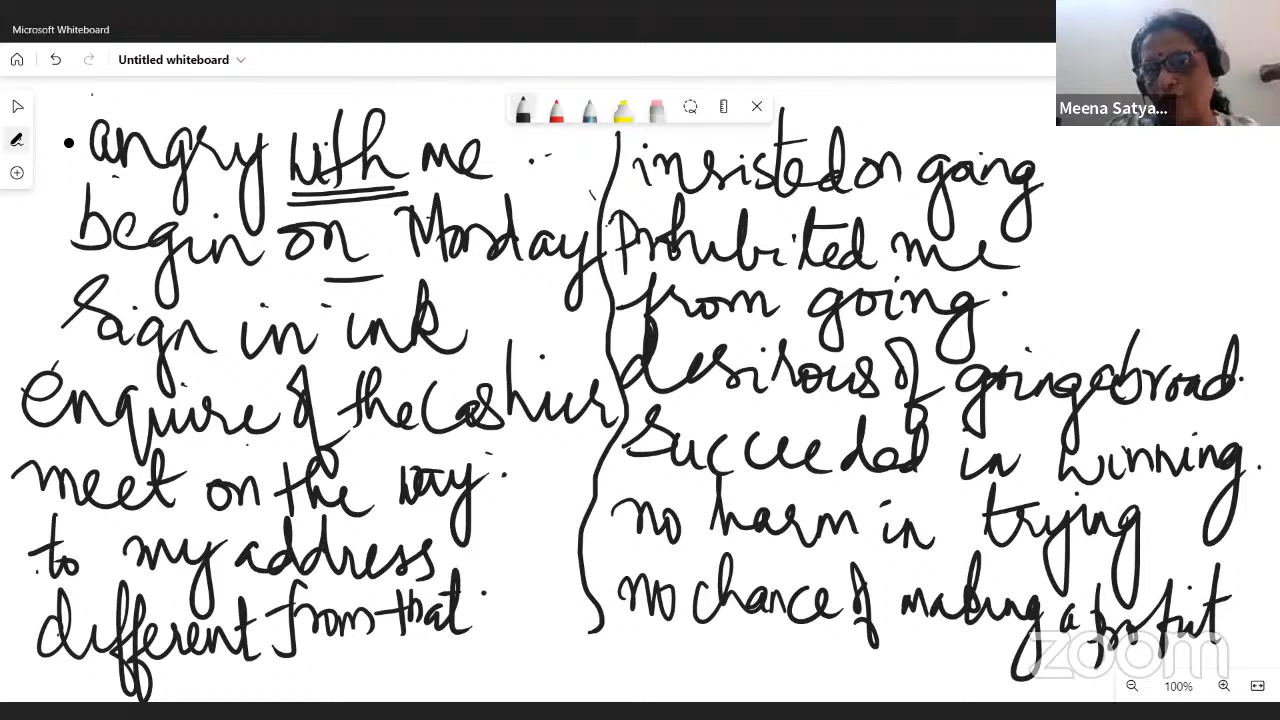 Microsoft Whiteboard
Untitled whiteboard
Meena Satya...
angry with me
begin on Monday
Sign in ink
enquire of the Cashier
meet on the way
to my address
different from that
insisted on going
Prohibited me
from going
desirous of going abroad
Succeeded in winning
no harm in trying
no chance of making a profit
zoom
100%